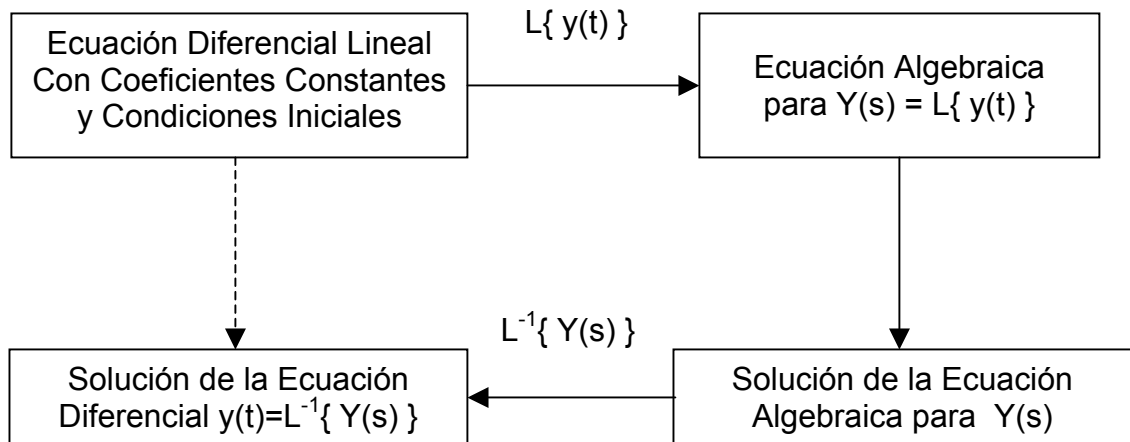 Ecuación Diferencial Lineal
Con Coeficientes Constantes
y Condiciones Iniciales
L{ y(t) }
Ecuación Algebraica
para Y(s) = L{ y(t) }
L⁻¹{ Y(s) }
Solución de la Ecuación
Diferencial y(t)=L⁻¹{ Y(s) }
Solución de la Ecuación
Algebraica para Y(s)